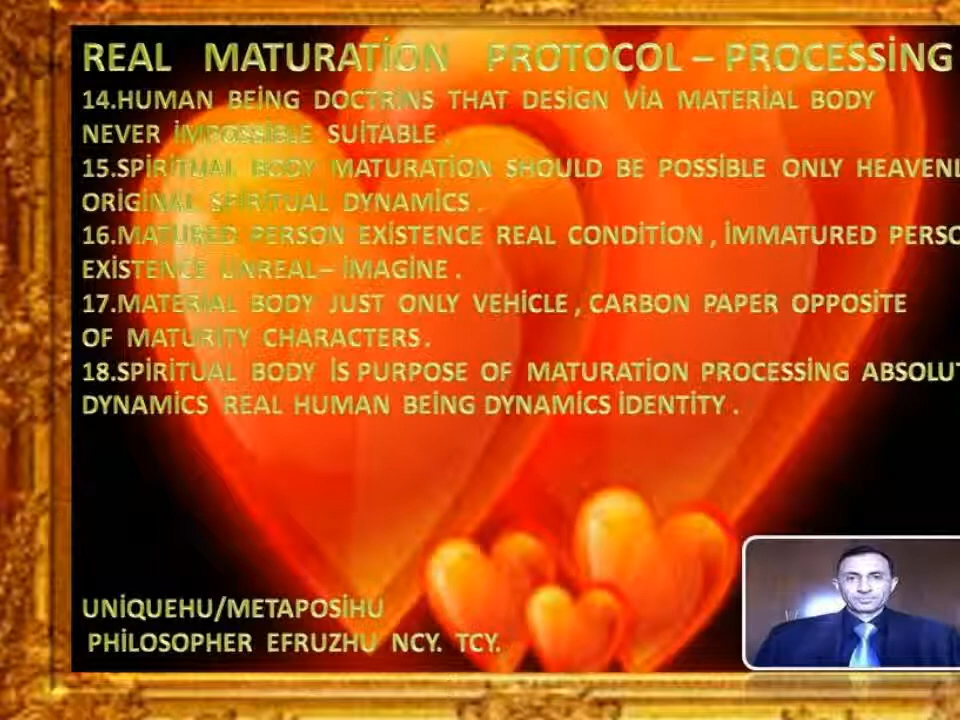 REAL MATURATİON PROTOCOL – PROCESSİNG
14.HUMAN BEİNG DOCTRİNS THAT DESİGN VİA MATERİAL BODY
NEVER İMPOSSİBLE SUİTABLE .
15.SPİRİTUAL BODY MATURATİON SHOULD BE POSSİBLE ONLY HEAVENL
ORİGİNAL SPİRİTUAL DYNAMİCS .
16.MATURED PERSON EXİSTENCE REAL CONDİTİON , İMMATURED PERSO
EXİSTENCE UNREAL– İMAGİNE .
17.MATERİAL BODY JUST ONLY VEHİCLE , CARBON PAPER OPPOSİTE
OF MATURİTY CHARACTERS .
18.SPİRİTUAL BODY İS PURPOSE OF MATURATİON PROCESSİNG ABSOLUT
DYNAMİCS REAL HUMAN BEİNG DYNAMİCS İDENTİTY .
UNİQUEHU/METAPOSİHU
PHİLOSOPHER EFRUZHU NCY. TCY.